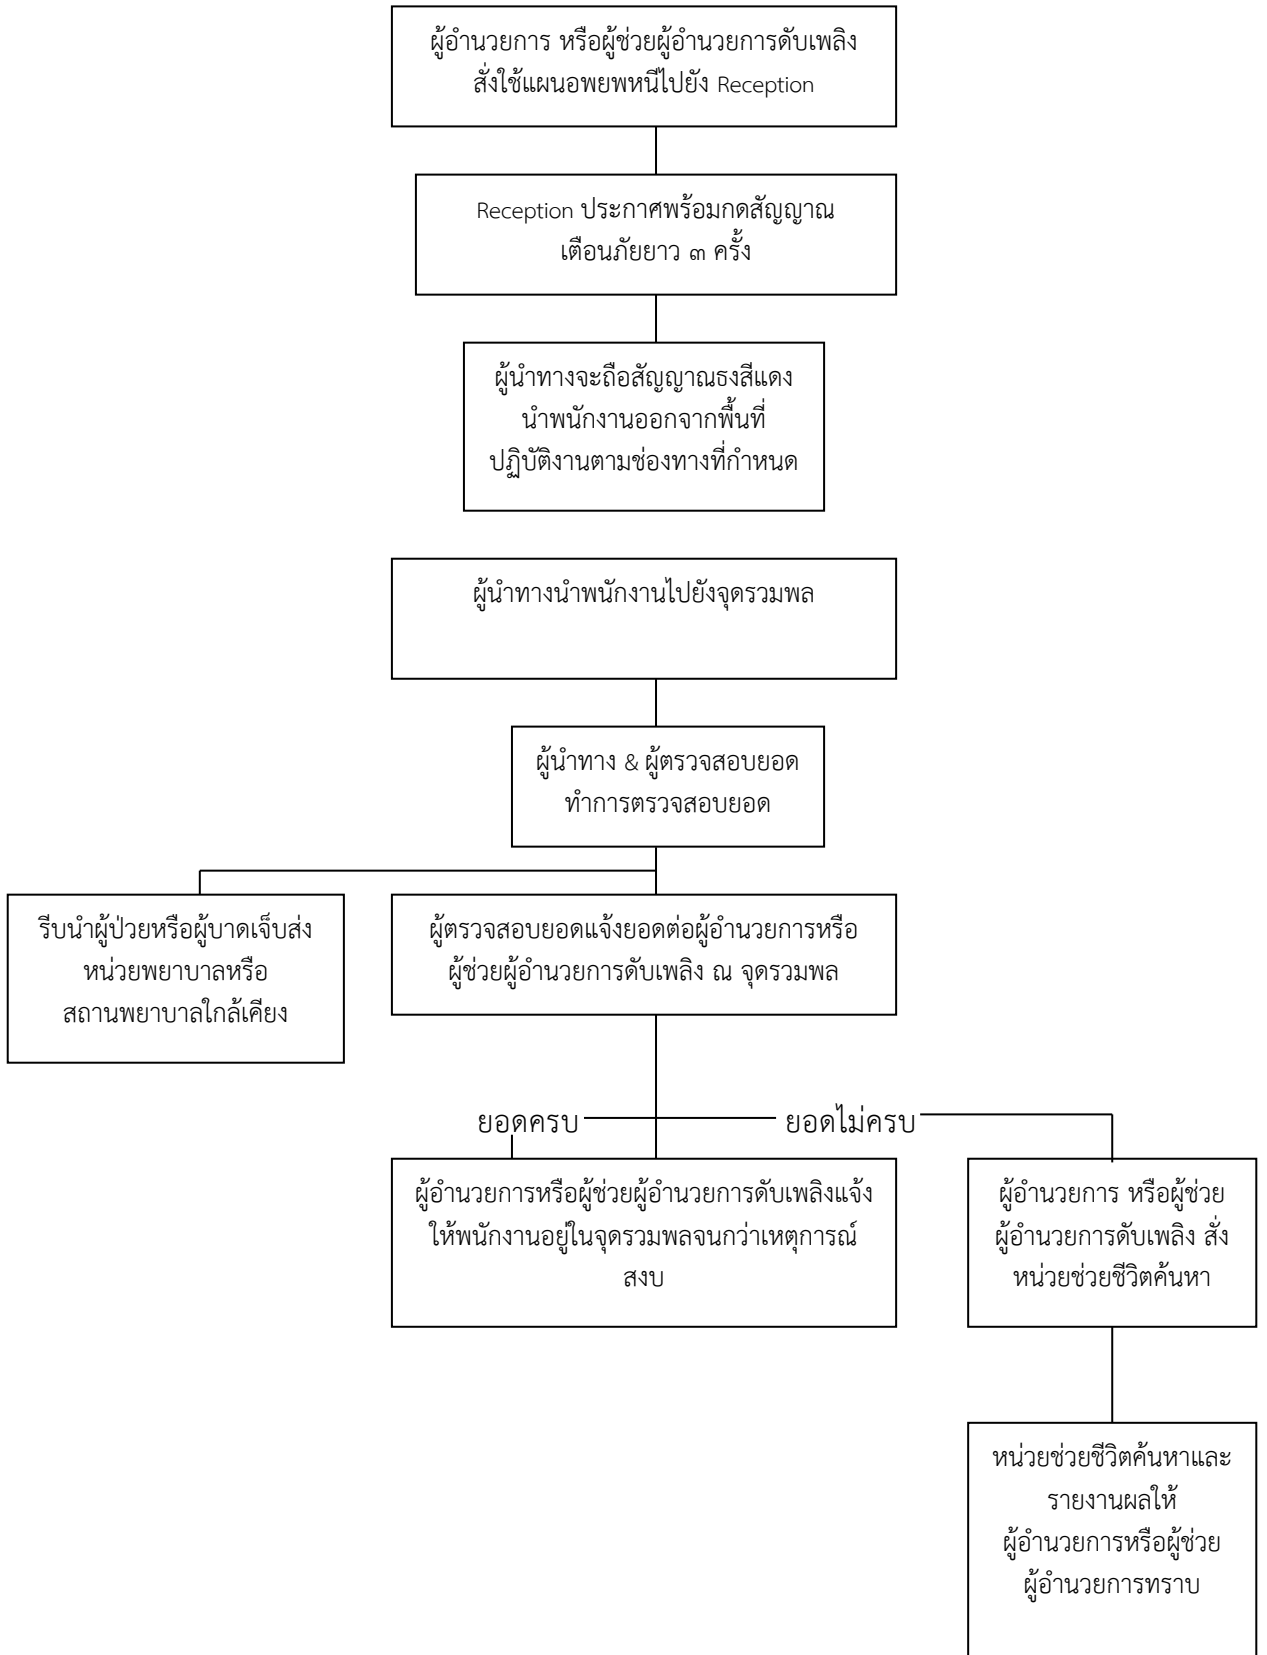 ผู้อำนวยการ หรือผู้ช่วยผู้อำนวยการดับเพลิง
สั่งใช้แผนอพยพหนีไปยัง Reception
Reception ประกาศพร้อมกดสัญญาณ
เตือนภัยยาว ๓ ครั้ง
ผู้นำทางจะถือสัญญาณธงสีแดง
นำพนักงานออกจากพื้นที่
ปฏิบัติงานตามช่องทางที่กำหนด
ผู้นำทางนำพนักงานไปยังจุดรวมพล
ผู้นำทาง & ผู้ตรวจสอบยอด
ทำการตรวจสอบยอด
รีบนำผู้ป่วยหรือผู้บาดเจ็บส่ง
หน่วยพยาบาลหรือ
สถานพยาบาลใกล้เคียง
ผู้ตรวจสอบยอดแจ้งยอดต่อผู้อำนวยการหรือ
ผู้ช่วยผู้อำนวยการดับเพลิง ณ จุดรวมพล
ยอดครบ
ยอดไม่ครบ
ผู้อำนวยการหรือผู้ช่วยผู้อำนวยการดับเพลิงแจ้ง
ให้พนักงานอยู่ในจุดรวมพลจนกว่าเหตุการณ์
สงบ
ผู้อำนวยการ หรือผู้ช่วย
ผู้อำนวยการดับเพลิง สั่ง
หน่วยช่วยชีวิตค้นหา
หน่วยช่วยชีวิตค้นหาและ
รายงานผลให้
ผู้อำนวยการหรือผู้ช่วย
ผู้อำนวยการทราบ